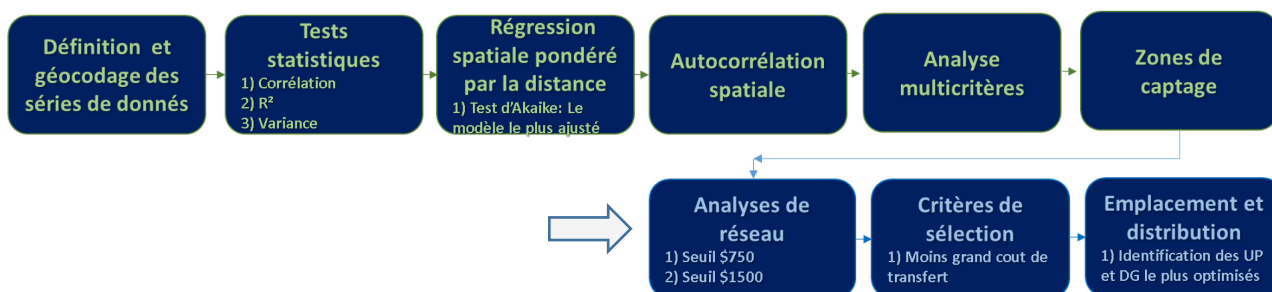 Définition et
géocodage des
séries de donnés
Tests
statistiques
1) Corrélation
2) R²
3) Variance
Régression
spatiale pondéré
par la distance
1) Test d'Akaike: Le
modèle le plus ajusté
Autocorrélation
spatiale
Analyse
multicritères
Zones de
captage
Analyses de
réseau
1) Seuil $750
2) Seuil $1500
Critères de
sélection
1) Moins grand cout de
transfert
Emplacement et
distribution
1) Identification des UP
et DG le plus optimisés